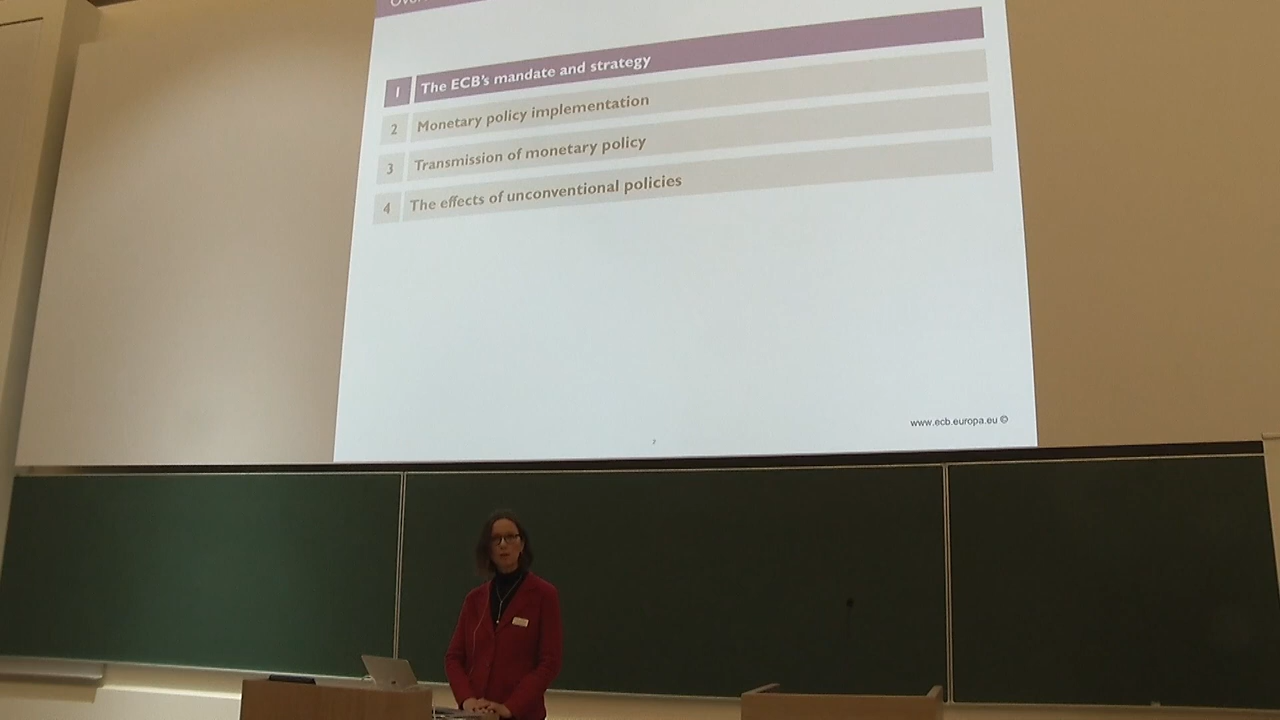 1 The ECB's mandate and strategy
2 Monetary policy implementation
3 Transmission of monetary policy
4 The effects of unconventional policies
www.ecb.europa.eu ©